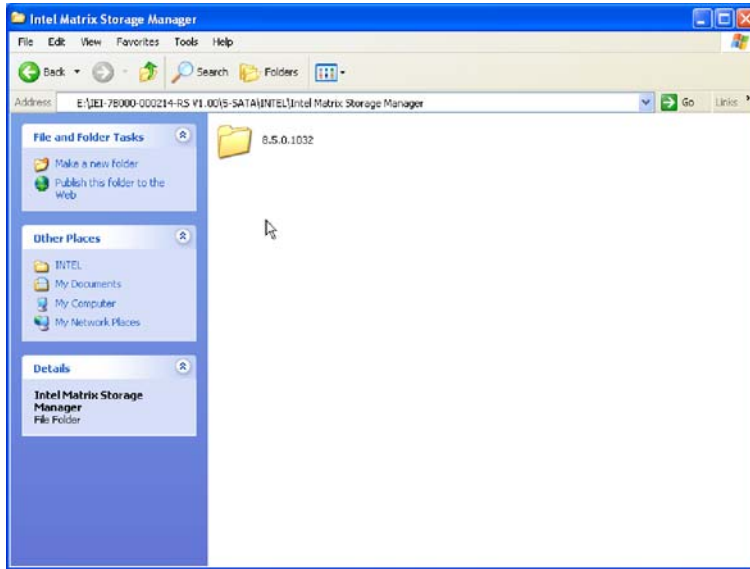 Intel Matrix Storage Manager
File Edit View Favorites Tools Help
Back Search Folders
Address E:\IEI-7B000-000214-RS V1.00\5-SATA\INTEL\Intel Matrix Storage Manager Go Links
File and Folder Tasks
Make a new folder
Publish this folder to the
Web
Other Places
INTEL
My Documents
My Computer
My Network Places
Details
Intel Matrix Storage
Manager
File Folder
8.5.0.1032